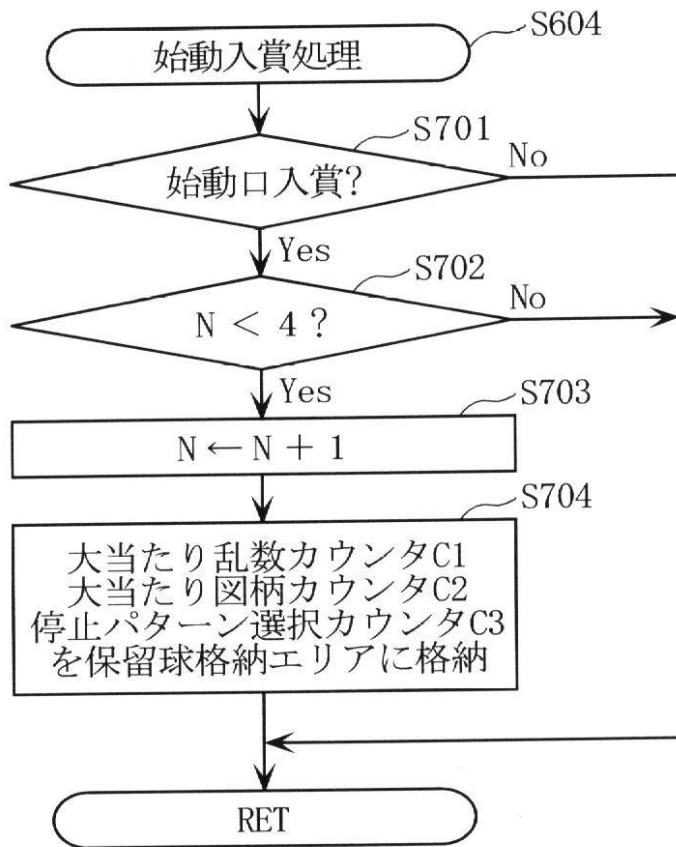 S604
始動入賞処理
S701
始動口入賞?
No
Yes
S702
N < 4 ?
No
Yes
S703
N ← N + 1
S704
大当たり乱数カウンタC1
大当たり図柄カウンタC2
停止パターン選択カウンタC3
を保留球格納エリアに格納
RET